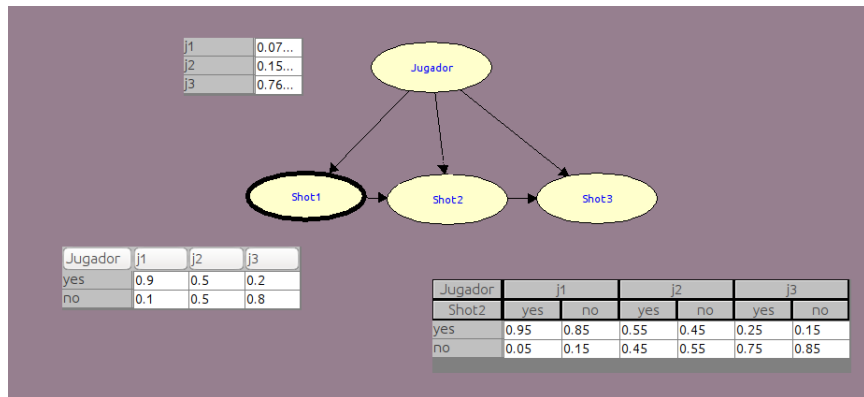 j1 0.07...
j2 0.15...
j3 0.76...
Jugador
Shot1
Shot2
Shot3
Jugador j1 j2 j3
yes 0.9 0.5 0.2
no 0.1 0.5 0.8
Jugador j1 j2 j3
Shot2 yes no yes no yes no
yes 0.95 0.85 0.55 0.45 0.25 0.15
no 0.05 0.15 0.45 0.55 0.75 0.85